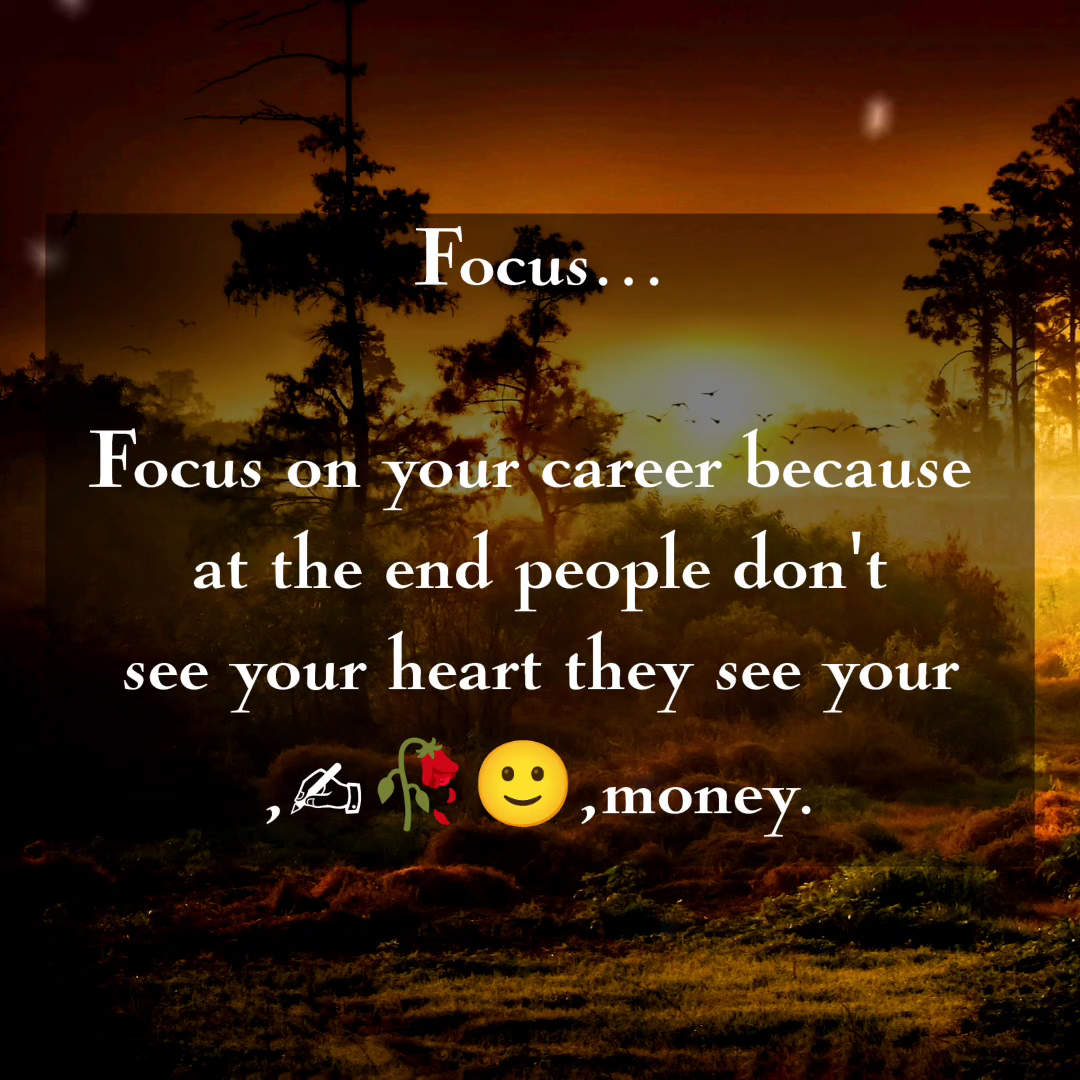 Focus...
Focus on your career because
at the end people don't
see your heart they see your
,✍🥀🙂,money.